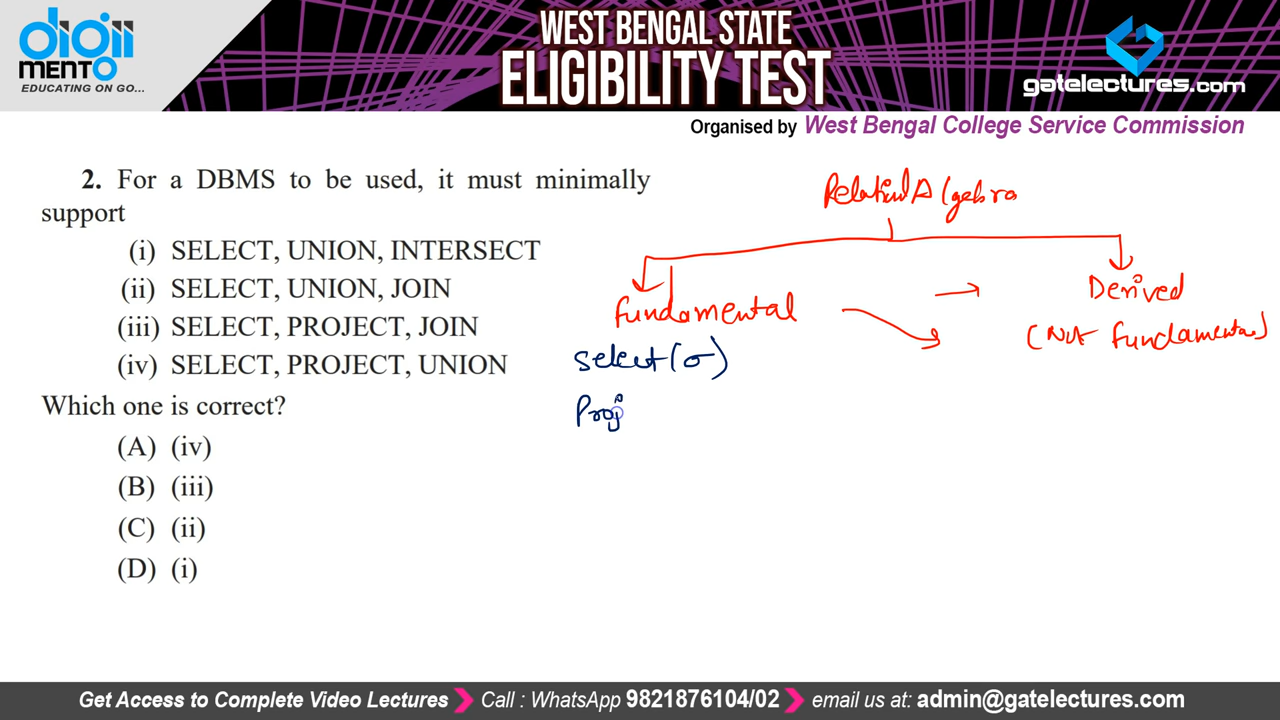 digii
MENTO
EDUCATING ON GO...
WEST BENGAL STATE
ELIGIBILITY TEST
gatelectures.com
Organised by West Bengal College Service Commission
2. For a DBMS to be used, it must minimally
support
(i) SELECT, UNION, INTERSECT
(ii) SELECT, UNION, JOIN
(iii) SELECT, PROJECT, JOIN
(iv) SELECT, PROJECT, UNION
Which one is correct?
(A) (iv)
(B) (iii)
(C) (ii)
(D) (i)
Algebra
Fundamental
Derived
(Not fundamental)
select(σ)
Proj
Get Access to Complete Video Lectures
Call : WhatsApp 9821876104/02
email us at: admin@gatelectures.com